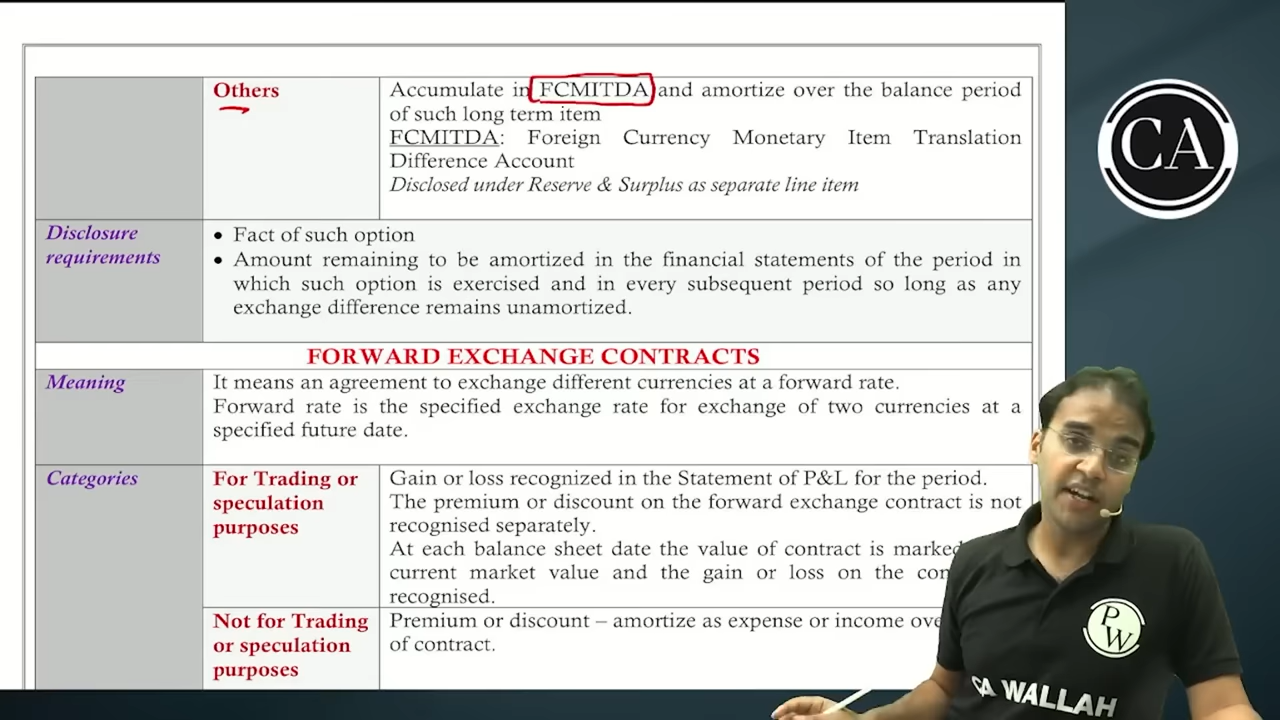 Others
Accumulate in FCMITDA and amortize over the balance period
of such long term item
FCMITDA: Foreign Currency Monetary Item Translation
Difference Account
Disclosed under Reserve & Surplus as separate line item
Disclosure
requirements
• Fact of such option
• Amount remaining to be amortized in the financial statements of the period in
which such option is exercised and in every subsequent period so long as any
exchange difference remains unamortized.
FORWARD EXCHANGE CONTRACTS
Meaning
It means an agreement to exchange different currencies at a forward rate.
Forward rate is the specified exchange rate for exchange of two currencies at a
specified future date.
Categories
For Trading or
speculation
purposes
Gain or loss recognized in the Statement of P&L for the period.
The premium or discount on the forward exchange contract is not
recognised separately.
At each balance sheet date the value of contract is marked
current market value and the gain or loss on the
recognised.
Not for Trading
or speculation
purposes
Premium or discount – amortize as expense or income
of contract.
CA
P
W
CA WALLAH